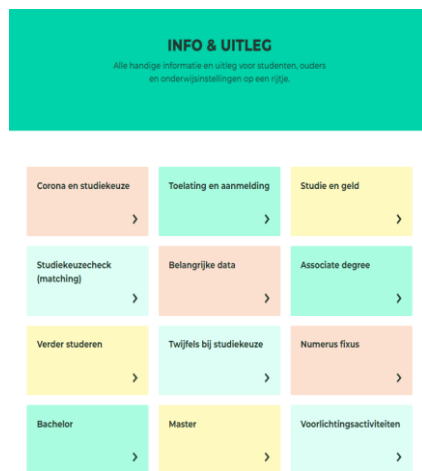 INFO & UITLEG
Alle handige informatie en uitleg voor studenten, ouders
en onderwijsinstellingen op een rijtje.
Corona en studiekeuze
Toelating en aanmelding
Studie en geld
Studiekeuzecheck
(matching)
Belangrijke data
Associate degree
Verder studeren
Twijfels bij studiekeuze
Numerus fixus
Bachelor
Master
Voorlichtingsactiviteiten